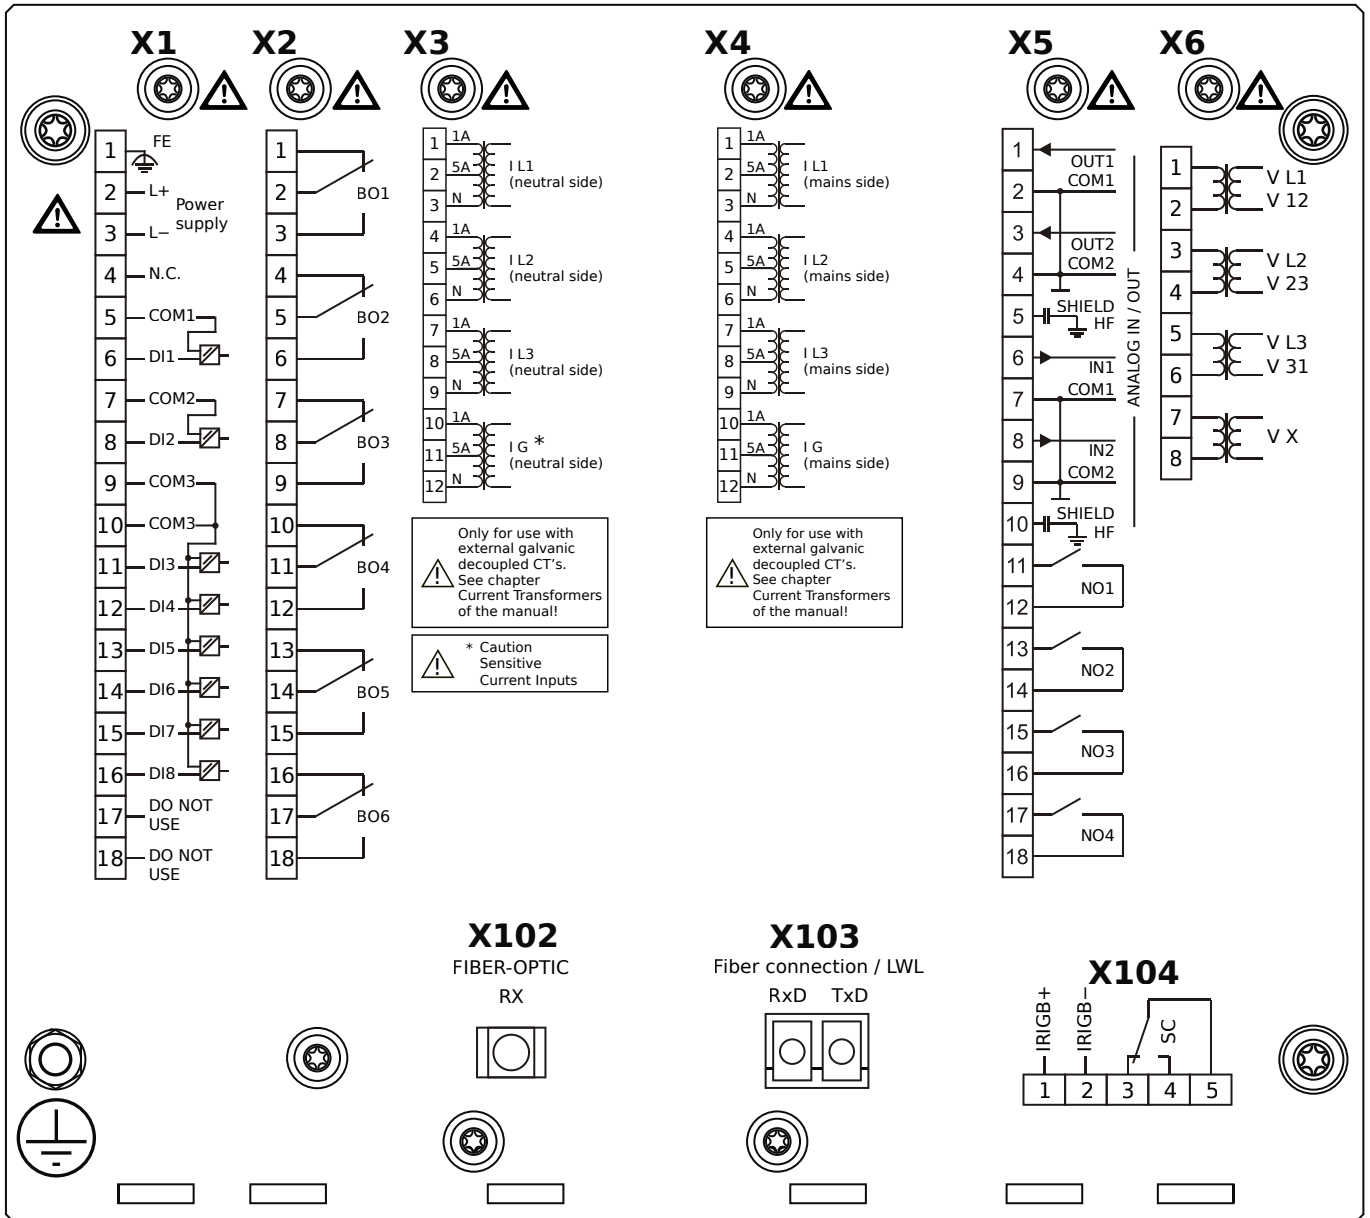 X1
X2
X3
X4
X5
X6
1
FE
2
L+
Power
supply
3
L−
4
N.C.
5
COM1
6
DI1
7
COM2
8
DI2
9
COM3
10
COM3
11
DI3
12
DI4
13
DI5
14
DI6
15
DI7
16
DI8
17
DO NOT
USE
18
DO NOT
USE
1
2
BO1
3
4
5
BO2
6
7
8
BO3
9
10
11
BO4
12
13
14
BO5
15
16
17
BO6
18
1
1A
2
5A
I L1
(neutral side)
3
N
4
1A
5
5A
I L2
(neutral side)
6
N
7
1A
8
5A
I L3
(neutral side)
9
N
10
1A
11
5A
I G *
(neutral side)
12
N
Only for use with
external galvanic
decoupled CT’s.
See chapter
Current Transformers
of the manual!
* Caution
Sensitive
Current Inputs
1
1A
2
5A
I L1
(mains side)
3
N
4
1A
5
5A
I L2
(mains side)
6
N
7
1A
8
5A
I L3
(mains side)
9
N
10
1A
11
5A
I G
(mains side)
12
N
Only for use with
external galvanic
decoupled CT’s.
See chapter
Current Transformers
of the manual!
1
OUT1
2
COM1
3
OUT2
4
COM2
5
SHIELD
HF
6
IN1
7
COM1
8
IN2
9
COM2
10
SHIELD
HF
ANALOG IN / OUT
11
NO1
12
13
NO2
14
15
NO3
16
17
NO4
18
1
V L1
2
V 12
3
V L2
4
V 23
5
V L3
6
V 31
7
V X
8
X102
FIBER-OPTIC
RX
X103
Fiber connection / LWL
RxD TxD
X104
IRIGB+
IRIGB−
SC
1 2 3 4 5